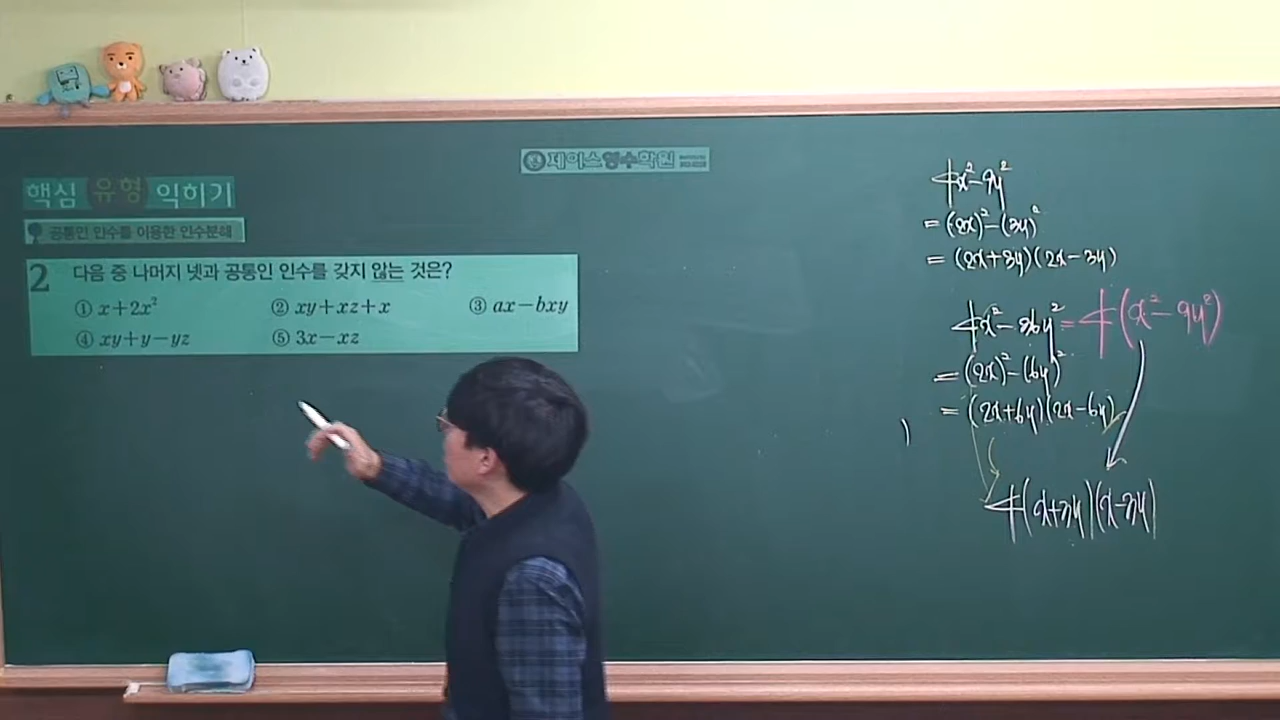 제이스영수학원
핵심 유형 익히기
공통인 인수를 이용한 인수분해
2 다음 중 나머지 넷과 공통인 인수를 갖지 않는 것은?
① x+2x² ② xy+xz+x ③ ax−bxy
④ xy+y−yz ⑤ 3x−xz
4x²−9y²
=(2x)²−(3y)²
=(2x+3y)(2x−3y)
4x²−36y²=4(x²−9y²)
=(2x)²−(6y)²
=(2x+6y)(2x−6y)
4(x+3y)(x−3y)